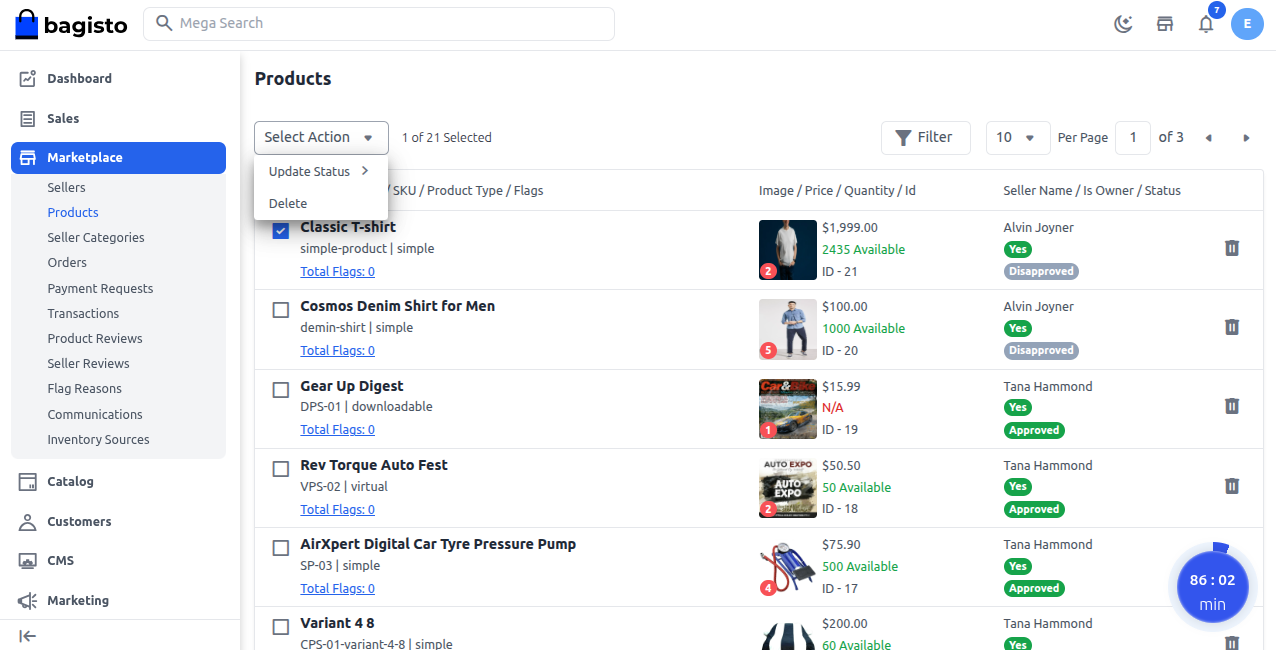 bagisto
Mega Search
7
E
Dashboard
Sales
Marketplace
Sellers
Products
Seller Categories
Orders
Payment Requests
Transactions
Product Reviews
Seller Reviews
Flag Reasons
Communications
Inventory Sources
Catalog
Customers
CMS
Marketing
Products
Select Action
1 of 21 Selected
Filter
10
Per Page
1
of 3
Update Status
Delete
/ SKU / Product Type / Flags
Image / Price / Quantity / Id
Seller Name / Is Owner / Status
Classic T-shirt
simple-product | simple
Total Flags: 0
2
$1,999.00
2435 Available
ID - 21
Alvin Joyner
Yes
Disapproved
Cosmos Denim Shirt for Men
demin-shirt | simple
Total Flags: 0
5
$100.00
1000 Available
ID - 20
Alvin Joyner
Yes
Disapproved
Gear Up Digest
DPS-01 | downloadable
Total Flags: 0
Car&Bike
1
$15.99
N/A
ID - 19
Tana Hammond
Yes
Approved
Rev Torque Auto Fest
VPS-02 | virtual
Total Flags: 0
AUTO EXPO
AUTO
EXPO
2
$50.50
50 Available
ID - 18
Tana Hammond
Yes
Approved
AirXpert Digital Car Tyre Pressure Pump
SP-03 | simple
Total Flags: 0
4
$75.90
500 Available
ID - 17
Tana Hammond
Yes
Approved
Variant 4 8
CPS-01-variant-4-8 | simple
$200.00
60 Available
Tana Hammond
Yes
86 : 02
min